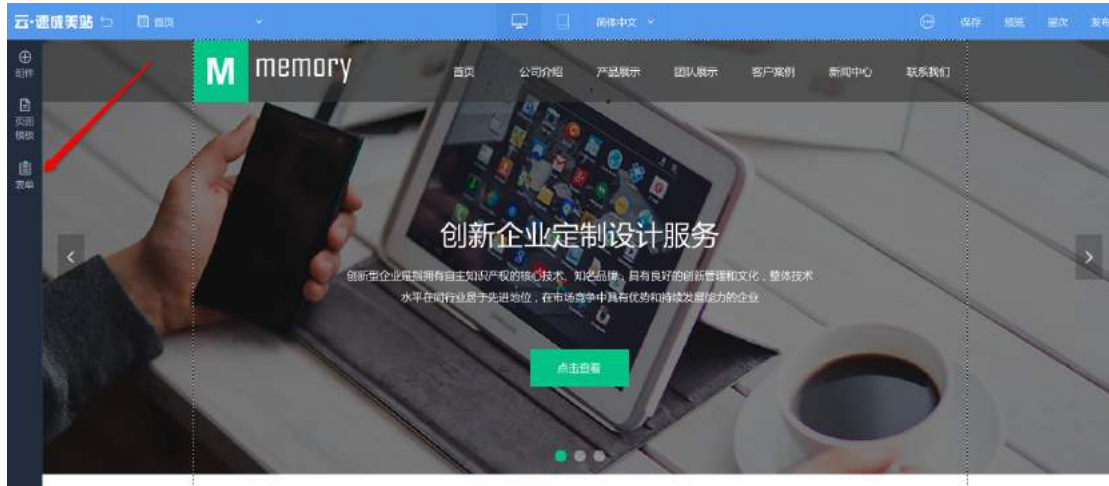 云·速成美站 首页 简体中文 保存 预览 层次 发布
组件
页面
模板
表单
M memory
首页 公司介绍 产品展示 团队展示 客户案例 新闻中心 联系我们
创新企业定制设计服务
创新型企业是指拥有自主知识产权的核心技术、知名品牌,具有良好的创新管理和文化,整体技术
水平在同行业居于先进地位,在市场竞争中具有优势和持续发展能力的企业
点击查看